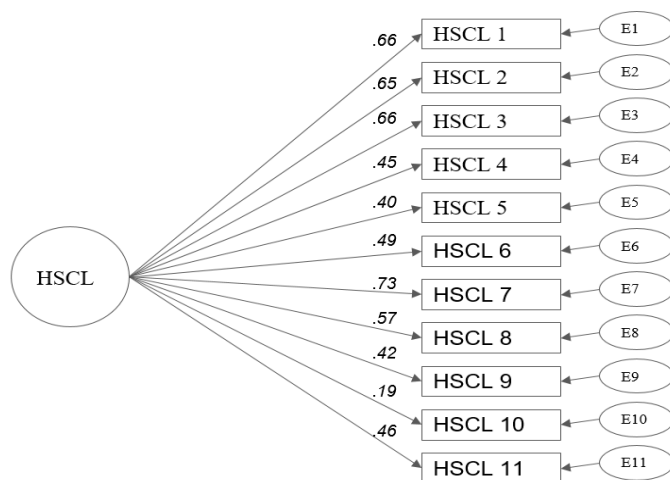 HSCL
.66
HSCL 1
E1
.65
HSCL 2
E2
.66
HSCL 3
E3
.45
HSCL 4
E4
.40
HSCL 5
E5
.49
HSCL 6
E6
.73
HSCL 7
E7
.57
HSCL 8
E8
.42
HSCL 9
E9
.19
HSCL 10
E10
.46
HSCL 11
E11